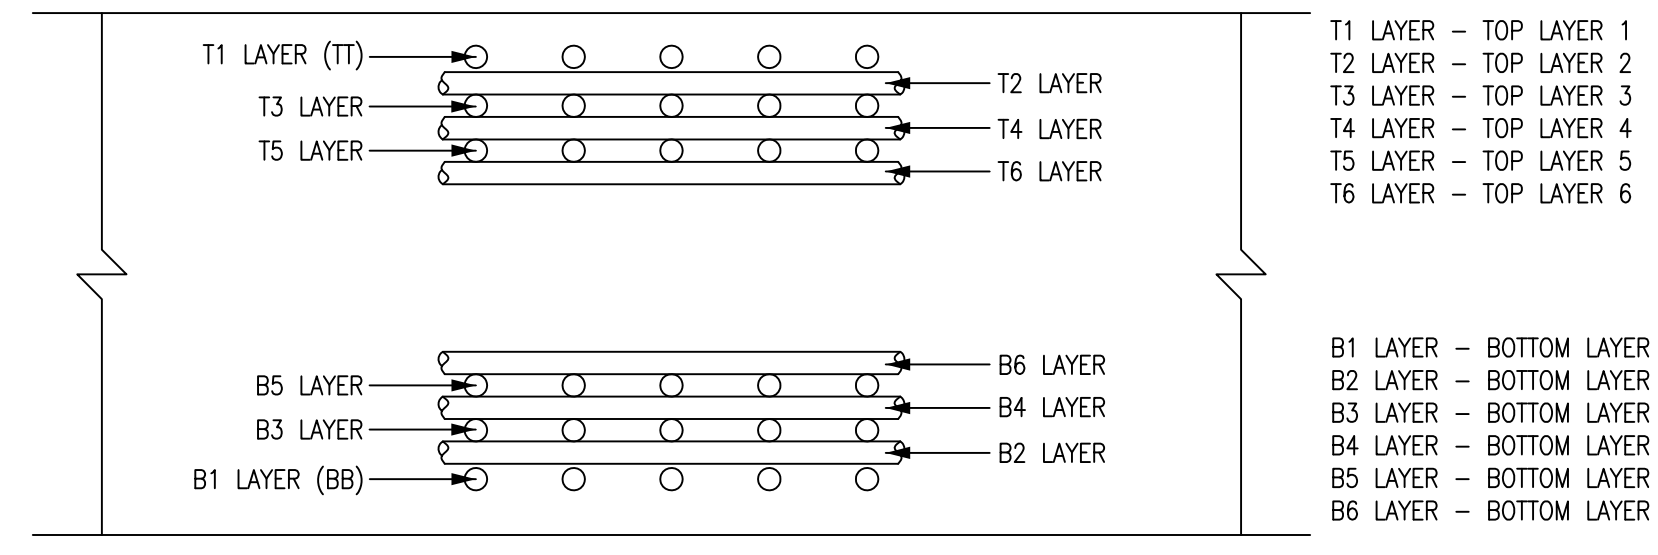 T1 LAYER (TT)
T3 LAYER
T5 LAYER
T2 LAYER
T4 LAYER
T6 LAYER
T1 LAYER – TOP LAYER 1
T2 LAYER – TOP LAYER 2
T3 LAYER – TOP LAYER 3
T4 LAYER – TOP LAYER 4
T5 LAYER – TOP LAYER 5
T6 LAYER – TOP LAYER 6
B5 LAYER
B3 LAYER
B1 LAYER (BB)
B6 LAYER
B4 LAYER
B2 LAYER
B1 LAYER – BOTTOM LAYER
B2 LAYER – BOTTOM LAYER
B3 LAYER – BOTTOM LAYER
B4 LAYER – BOTTOM LAYER
B5 LAYER – BOTTOM LAYER
B6 LAYER – BOTTOM LAYER